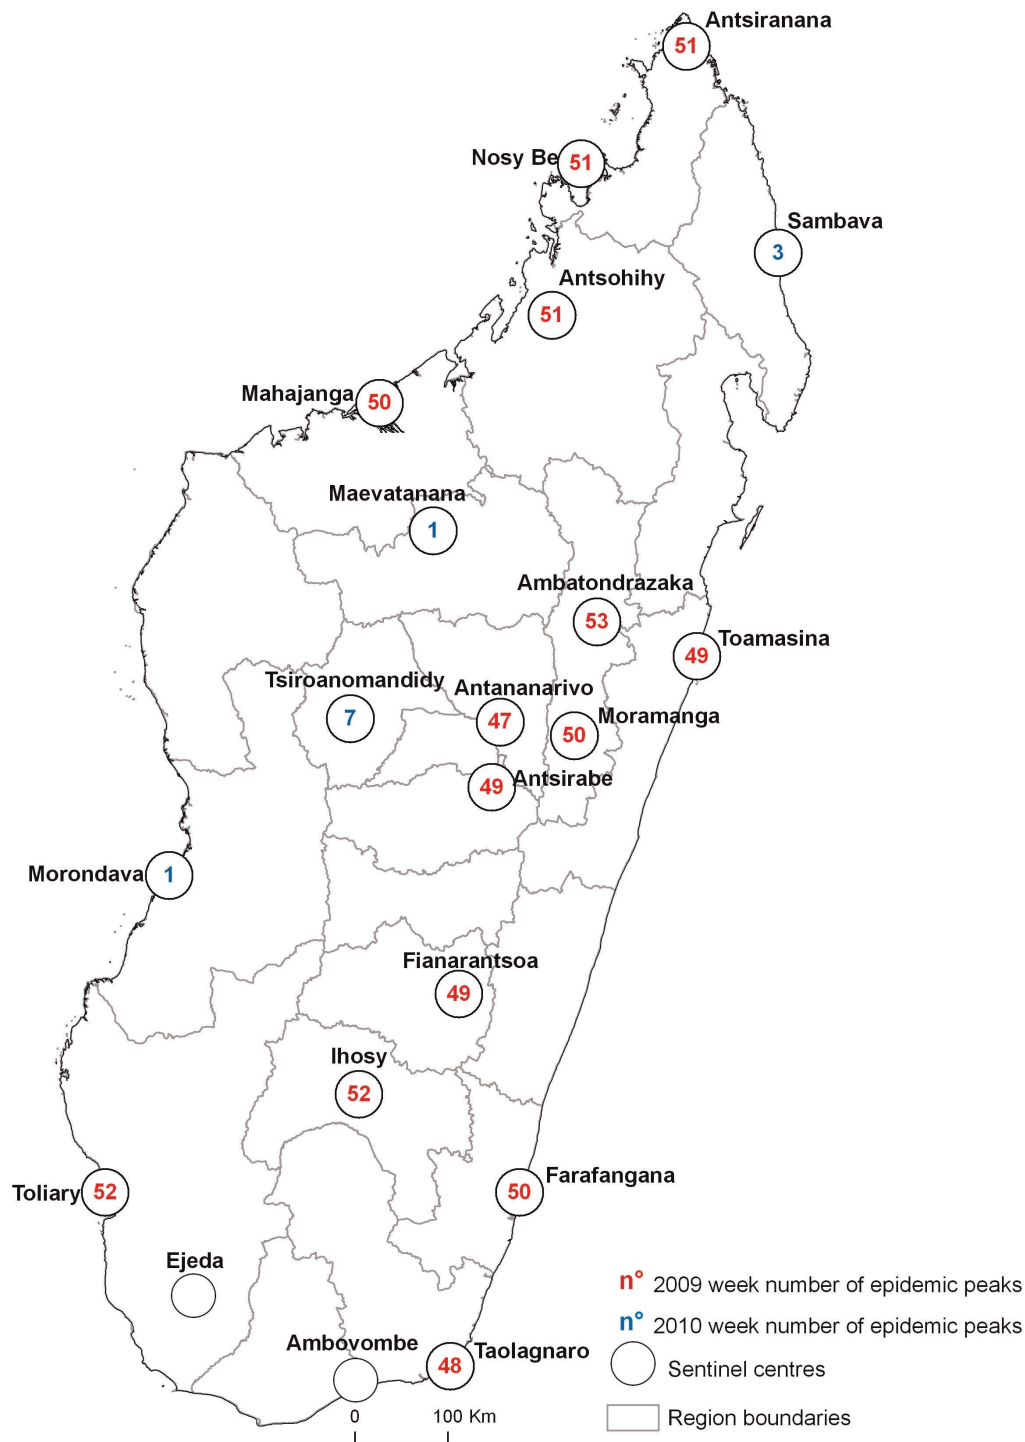 Antsiranana
51
Nosy Be
51
Sambava
3
Antsohihy
51
Mahajanga
50
Maevatanana
1
Ambatondrazaka
53
Toamasina
49
Tsiroanomandidy
7
Antananarivo
47
Moramanga
50
Antsirabe
49
Morondava
1
Fianarantsoa
49
Ihosy
52
Farafangana
50
Toliary
52
Ejeda
Ambovombe
Taolagnaro
48
n° 2009 week number of epidemic peaks
n° 2010 week number of epidemic peaks
Sentinel centres
Region boundaries
0 100 Km